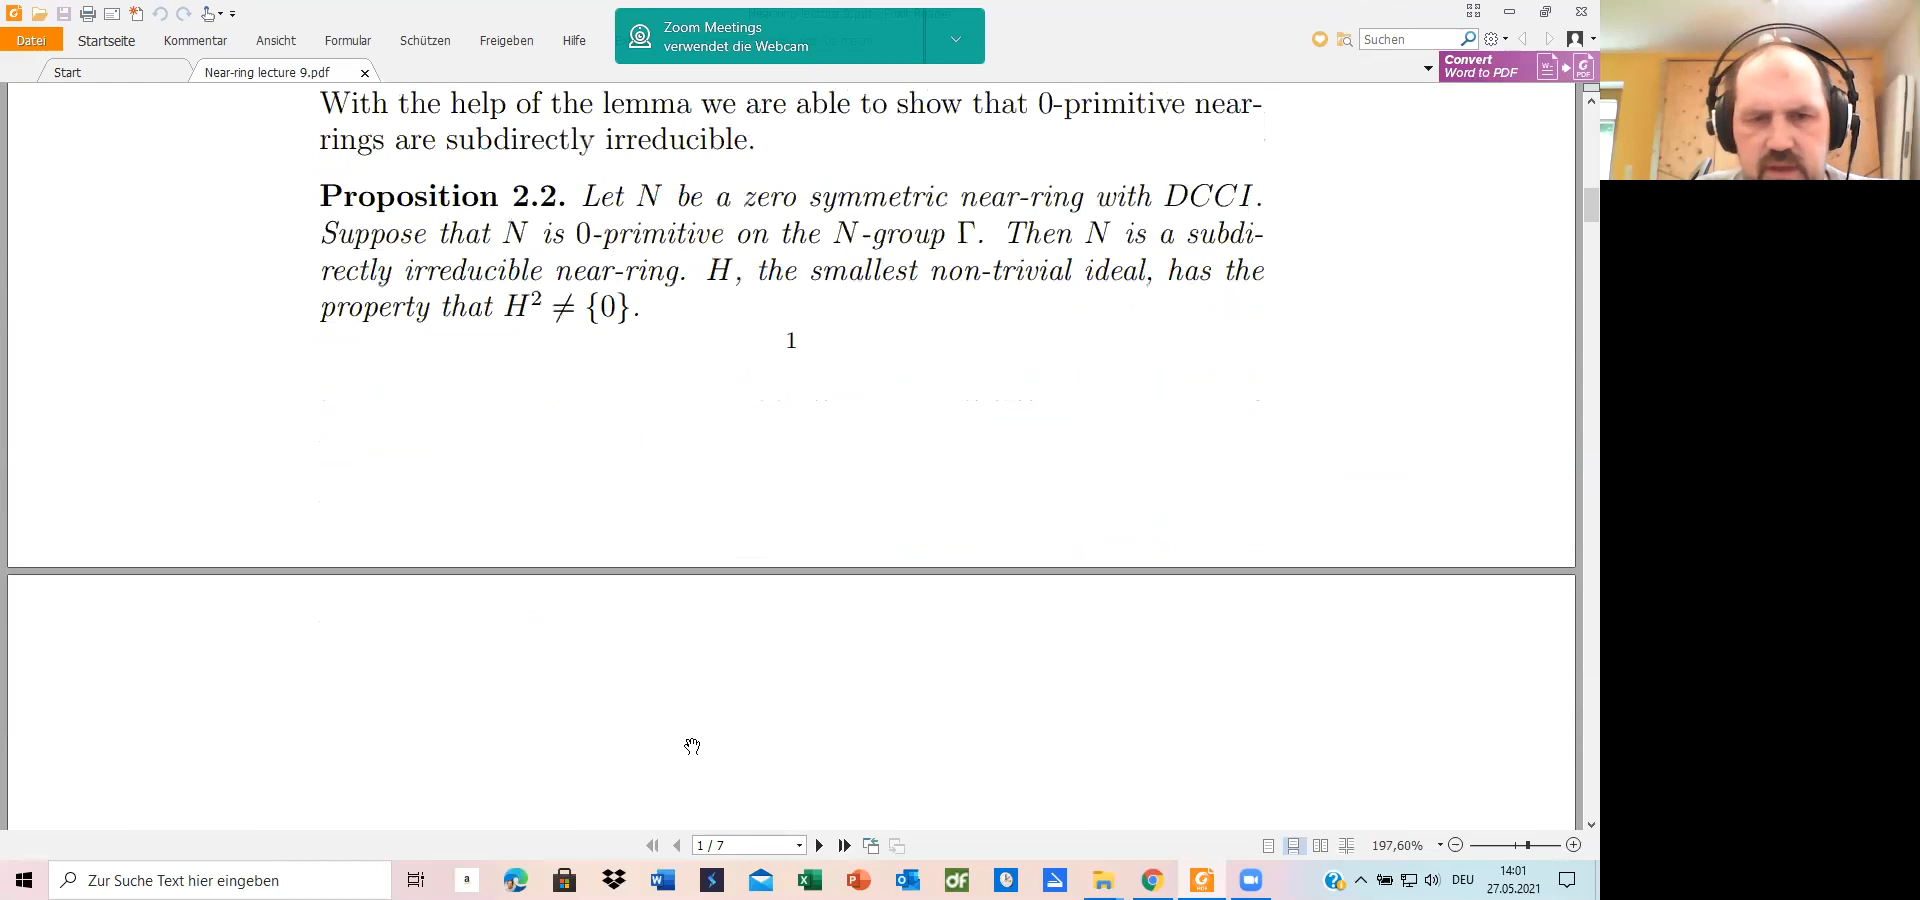 Zoom Meetings
verwendet die Webcam
Datei Startseite Kommentar Ansicht Formular Schützen Freigeben Hilfe
Suchen
Convert
Word to PDF
Start Near-ring lecture 9.pdf
With the help of the lemma we are able to show that 0-primitive near-
rings are subdirectly irreducible.
Proposition 2.2. Let N be a zero symmetric near-ring with DCCI.
Suppose that N is 0-primitive on the N-group Γ. Then N is a subdi-
rectly irreducible near-ring. H, the smallest non-trivial ideal, has the
property that H² ≠ {0}.
1
1 / 7
197,60%
Zur Suche Text hier eingeben
DEU
14:01
27.05.2021